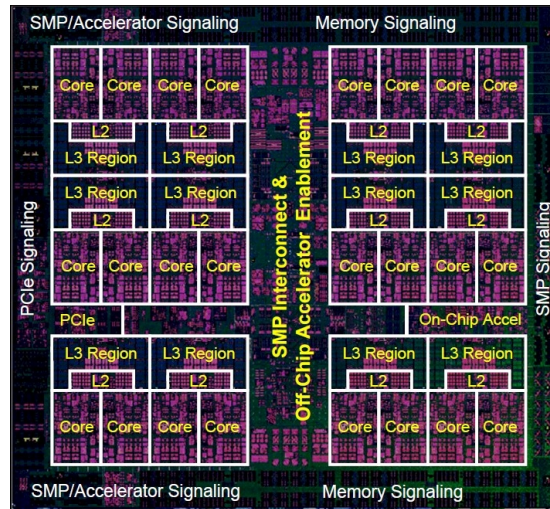 SMP/Accelerator Signaling Memory Signaling
Core Core Core Core Core Core Core Core
L2 L2 L2 L2
L3 Region L3 Region L3 Region L3 Region
L3 Region L3 Region L3 Region L3 Region
L2 L2 L2 L2
Core Core Core Core Core Core Core Core
PCIe Signaling
SMP Interconnect &
Off-Chip Accelerator Enablement
SMP Signaling
PCIe On-Chip Accel
L3 Region L3 Region L3 Region L3 Region
L2 L2 L2 L2
Core Core Core Core Core Core Core Core
SMP/Accelerator Signaling Memory Signaling